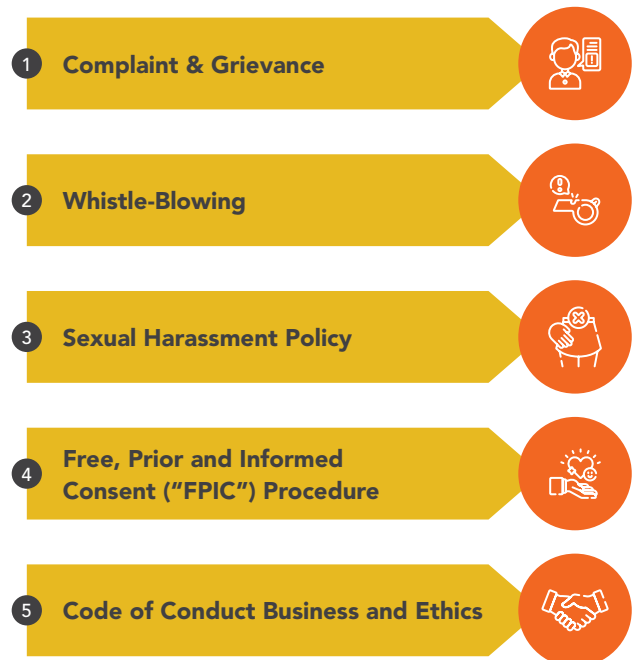 1 Complaint & Grievance
2 Whistle-Blowing
3 Sexual Harassment Policy
4 Free, Prior and Informed
Consent (“FPIC”) Procedure
5 Code of Conduct Business and Ethics